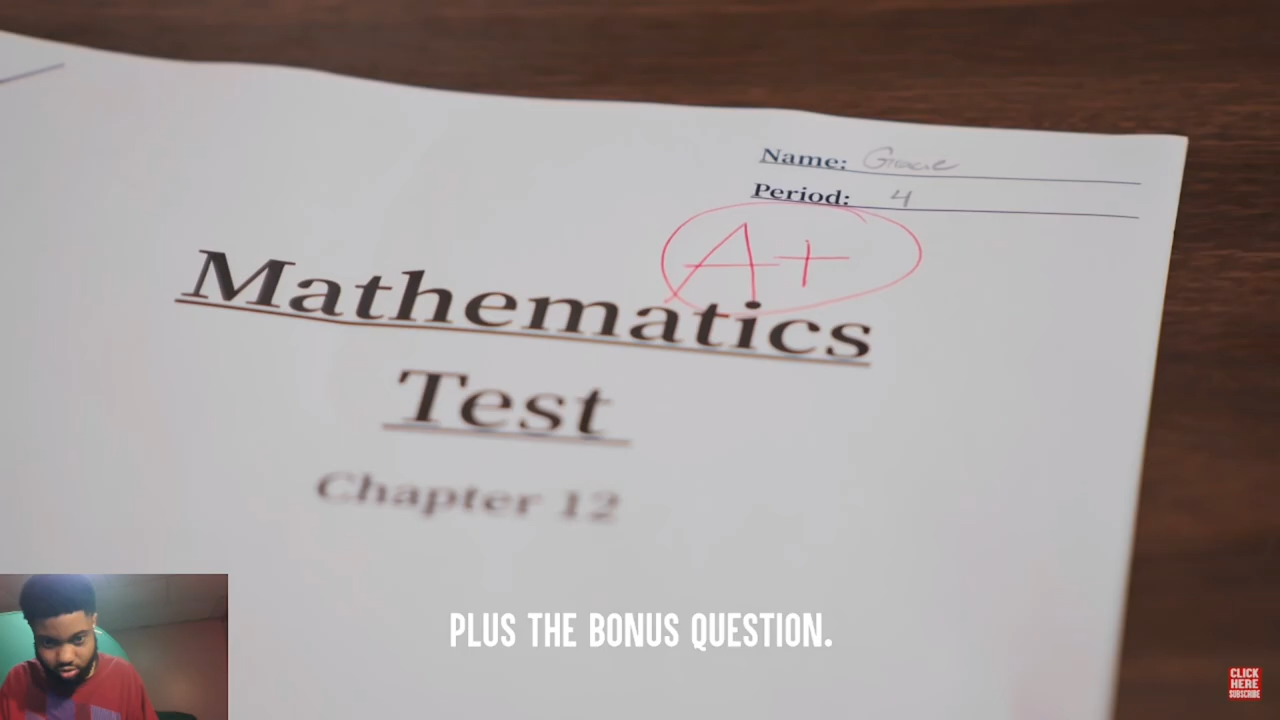 Name: Gracie
Period: 4
A+
Mathematics
Test
Chapter 12
PLUS THE BONUS QUESTION.
CLICK
HERE
SUBSCRIBE